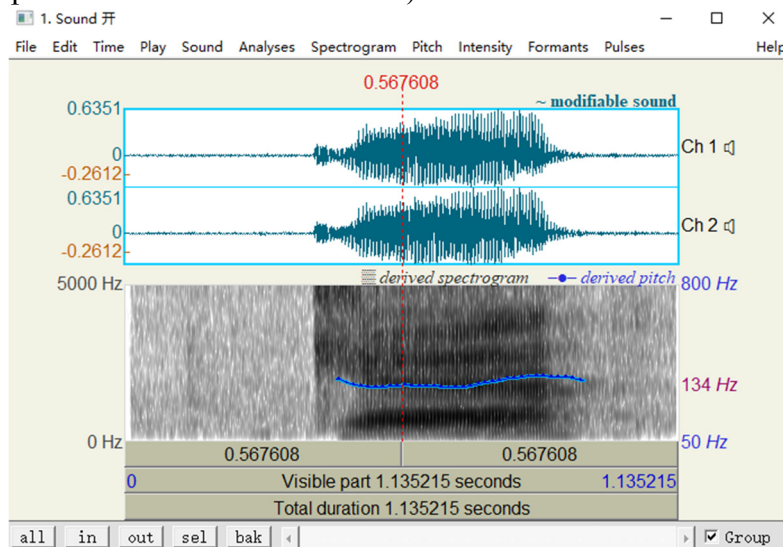 1. Sound 开
File Edit Time Play Sound Analyses Spectrogram Pitch Intensity Formants Pulses Help
0.567608
0.6351
~ modifiable sound
0
Ch 1
-0.2612
0.6351
0
Ch 2
-0.2612
derived spectrogram derived pitch
5000 Hz
800 Hz
134 Hz
0 Hz
50 Hz
0.567608 0.567608
0 Visible part 1.135215 seconds 1.135215
Total duration 1.135215 seconds
all in out sel bak Group